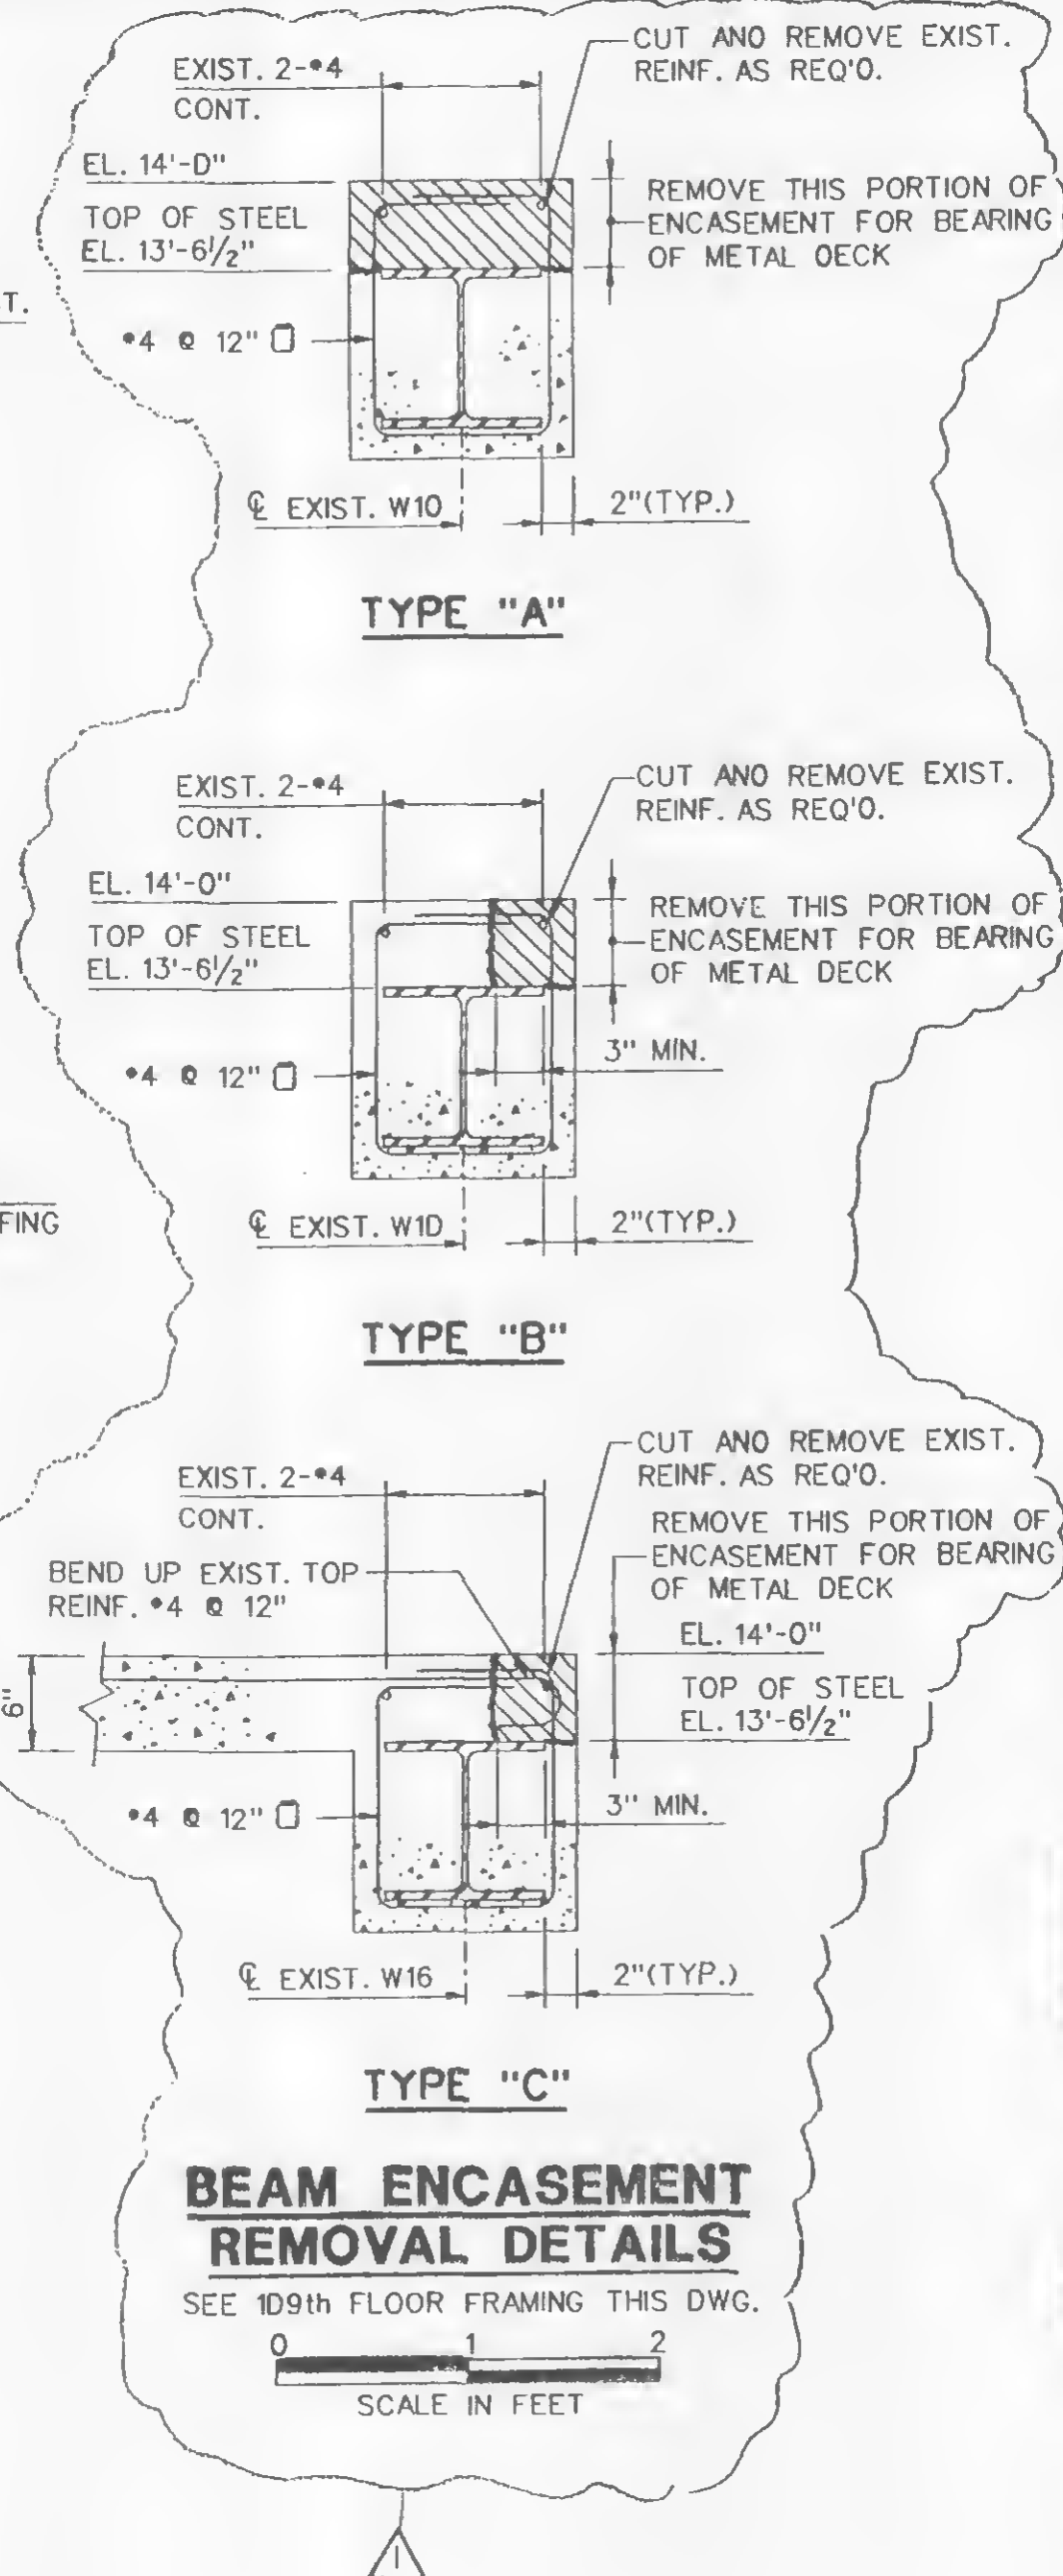 EXIST. 2-#4
CONT.
CUT AND REMOVE EXIST.
REINF. AS REQ'D.
EL. 14'-0"
TOP OF STEEL
EL. 13'-6½"
REMOVE THIS PORTION OF
ENCASEMENT FOR BEARING
OF METAL DECK
T.
#4 @ 12"
℄ EXIST. W10
2"(TYP.)
TYPE "A"
EXIST. 2-#4
CONT.
CUT AND REMOVE EXIST.
REINF. AS REQ'D.
EL. 14'-0"
TOP OF STEEL
EL. 13'-6½"
REMOVE THIS PORTION OF
ENCASEMENT FOR BEARING
OF METAL DECK
3" MIN.
#4 @ 12"
FING
℄ EXIST. W10
2"(TYP.)
TYPE "B"
CUT AND REMOVE EXIST.
REINF. AS REQ'D.
EXIST. 2-#4
CONT.
REMOVE THIS PORTION OF
ENCASEMENT FOR BEARING
OF METAL DECK
BEND UP EXIST. TOP
REINF. #4 @ 12"
EL. 14'-0"
TOP OF STEEL
EL. 13'-6½"
6"
3" MIN.
#4 @ 12"
℄ EXIST. W16
2"(TYP.)
TYPE "C"
BEAM ENCASEMENT
REMOVAL DETAILS
SEE 109th FLOOR FRAMING THIS DWG.
0 1 2
SCALE IN FEET
1